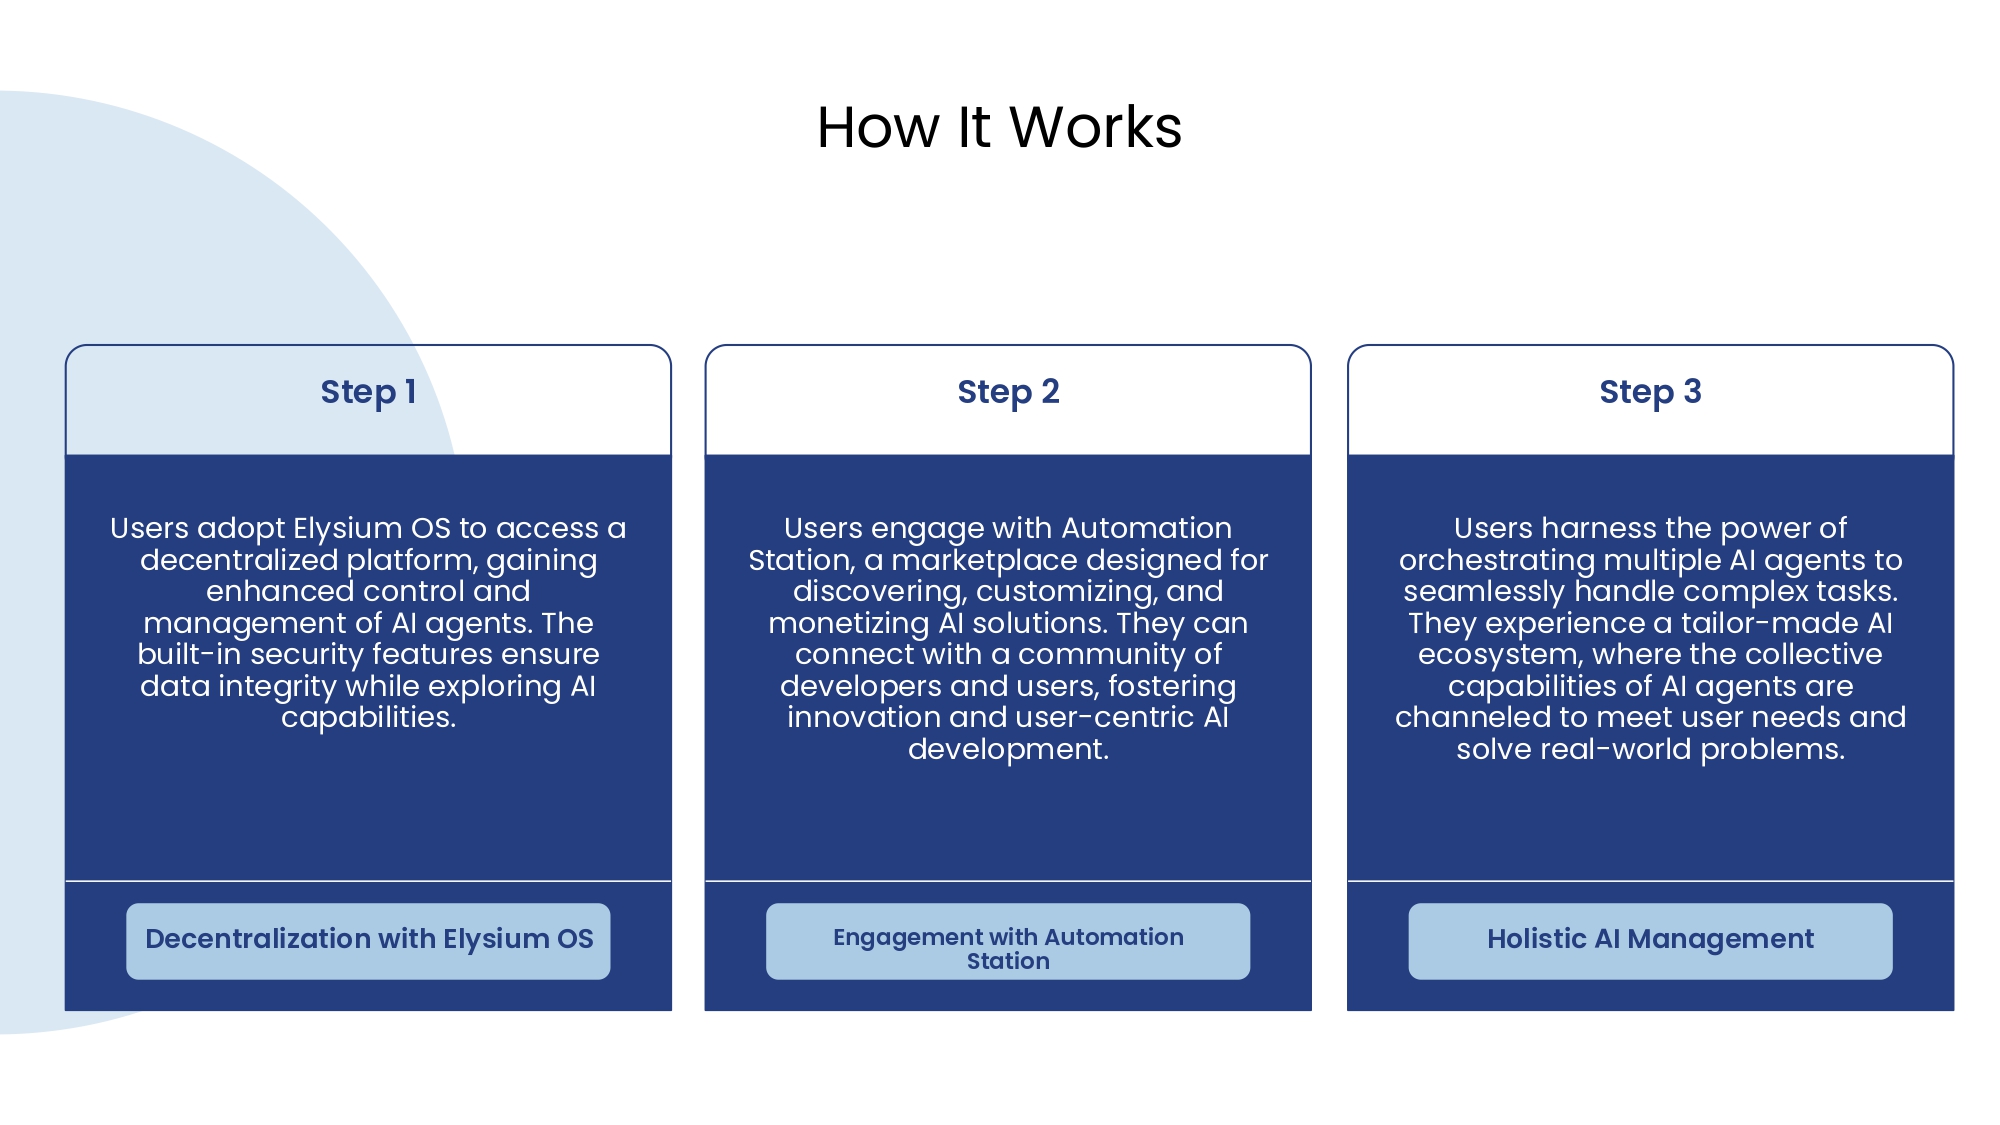 How It Works
Step 1
Users adopt Elysium OS to access a
decentralized platform, gaining
enhanced control and
management of AI agents. The
built-in security features ensure
data integrity while exploring AI
capabilities.
Decentralization with Elysium OS
Step 2
Users engage with Automation
Station, a marketplace designed for
discovering, customizing, and
monetizing AI solutions. They can
connect with a community of
developers and users, fostering
innovation and user-centric AI
development.
Engagement with Automation
Station
Step 3
Users harness the power of
orchestrating multiple AI agents to
seamlessly handle complex tasks.
They experience a tailor-made AI
ecosystem, where the collective
capabilities of AI agents are
channeled to meet user needs and
solve real-world problems.
Holistic AI Management